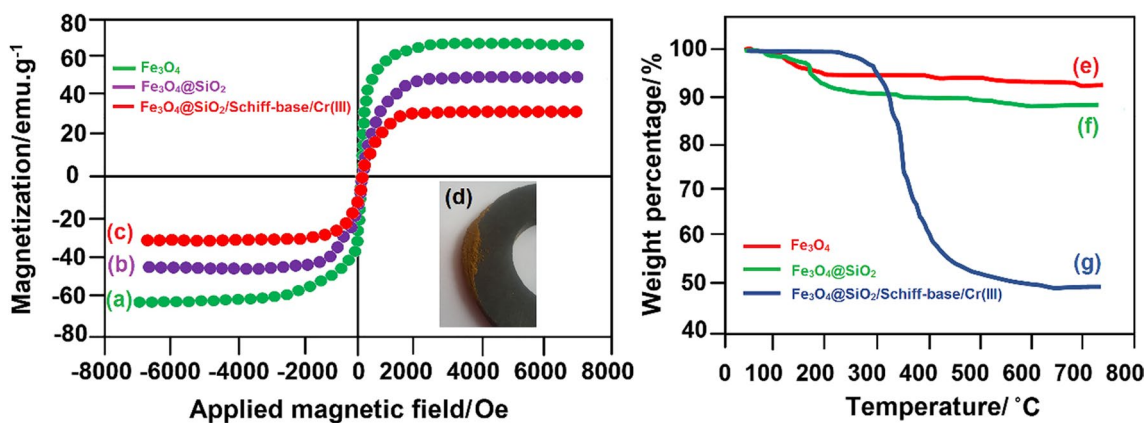 80
60
40
20
0
-20
-40
-60
-80
Magnetization/emu.g⁻¹
Fe₃O₄
Fe₃O₄@SiO₂
Fe₃O₄@SiO₂/Schiff-base/Cr(III)
(c)
(b)
(a)
(d)
-8000 -6000 -4000 -2000 0 2000 4000 6000 8000
Applied magnetic field/Oe
100
90
80
70
60
50
40
Weight percentage/%
(e)
(f)
(g)
Fe₃O₄
Fe₃O₄@SiO₂
Fe₃O₄@SiO₂/Schiff-base/Cr(III)
0 100 200 300 400 500 600 700 800
Temperature/ °C